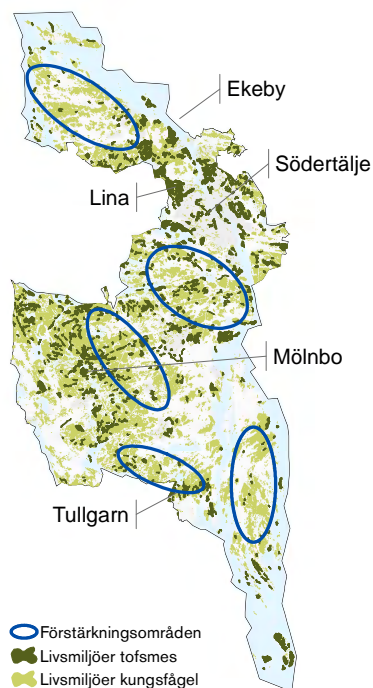 Ekeby
Södertälje
Lina
Mölnbo
Tullgarn
Förstärkningsområden
Livsmiljöer tofsmes
Livsmiljöer kungsfågel